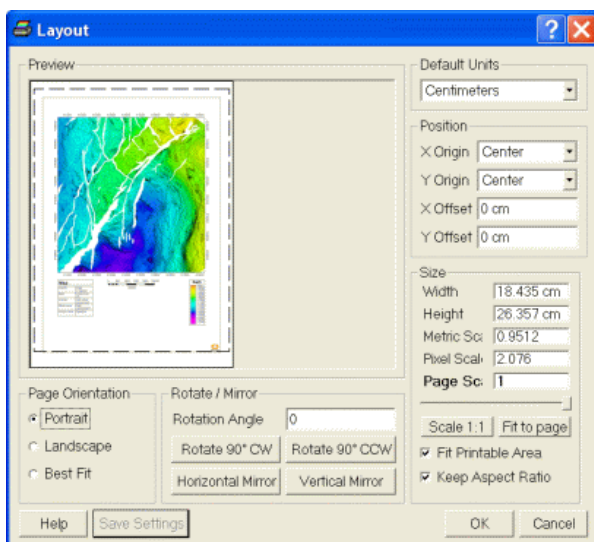 Layout
Preview
Default Units
Centimeters
Position
X Origin Center
Y Origin Center
X Offset 0 cm
Y Offset 0 cm
Size
Width 18.435 cm
Height 26.357 cm
Metric Sc 0.9512
Pixel Scale 2.076
Page Sc 1
Scale 1:1 Fit to page
Fit Printable Area
Keep Aspect Ratio
Page Orientation
Portrait
Landscape
Best Fit
Rotate / Mirror
Rotation Angle 0
Rotate 90° CW Rotate 90° CCW
Horizontal Mirror Vertical Mirror
Help Save Settings OK Cancel